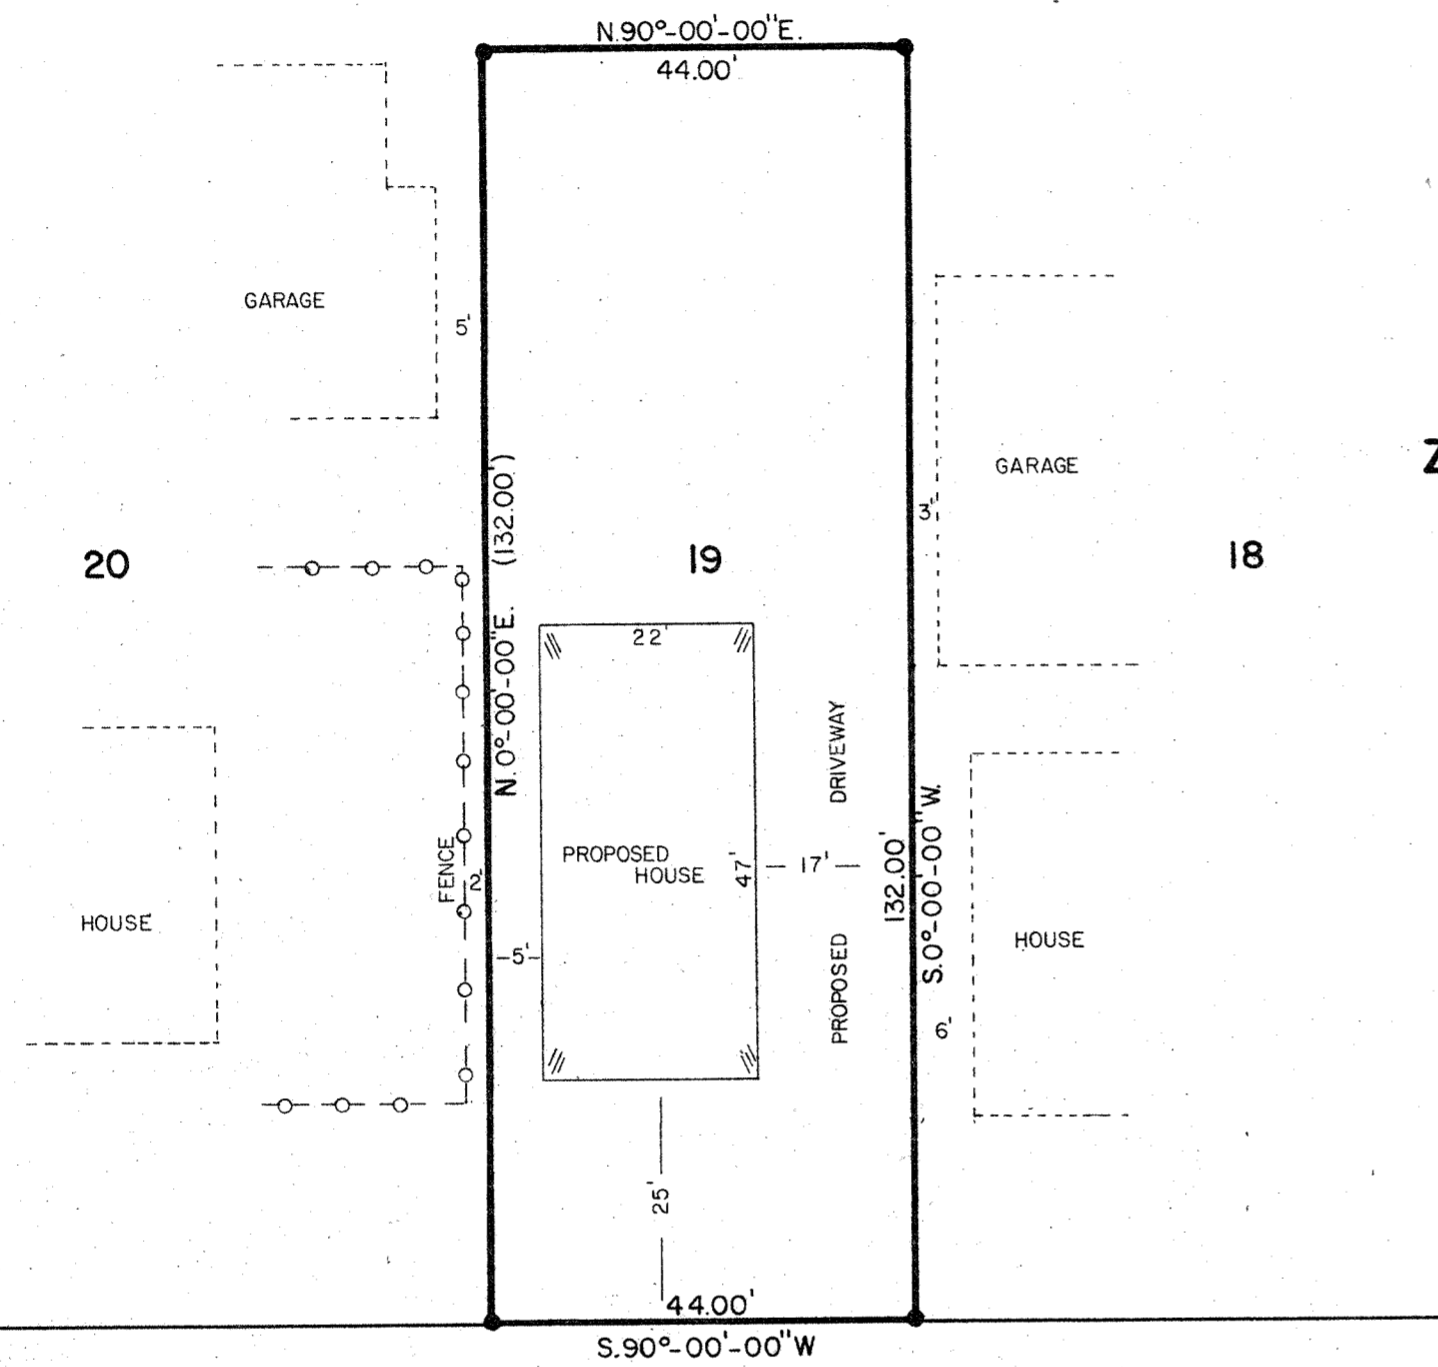 N.90°-00'-00"E.
44.00'
GARAGE
5'
(132.00')
GARAGE
3'
20
19
18
N.0°-00'-00"E.
22'
DRIVEWAY
FENCE
2'
PROPOSED
HOUSE
47'
17'
132.00'
S.0°-00'-00"W.
HOUSE
5'
PROPOSED
HOUSE
6'
25'
44.00'
S.90°-00'-00"W